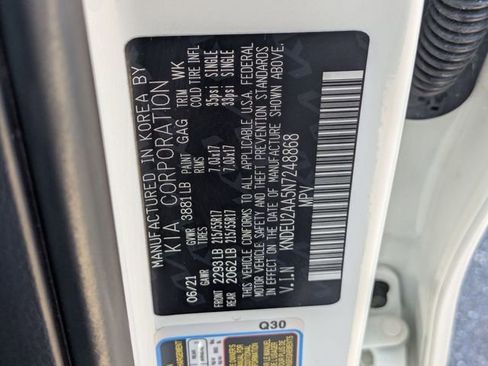 MANUFACTURED IN KOREA BY
KIA CORPORATION
06/21 GVWR 3881LB PAINT GAG TRIM WK
GAWR TIRES RIMS COLD TIRE INFL
FRONT 2293LB 215/55R17 7.0Jx17 35psi SINGLE
REAR 2062LB 215/55R17 7.0Jx17 33psi SINGLE
THIS VEHICLE CONFORMS TO ALL APPLICABLE U.S.A. FEDERAL
MOTOR VEHICLE SAFETY, BUMPER, AND THEFT PREVENTION STANDARDS
IN EFFECT ON THE DATE OF MANUFACTURE SHOWN ABOVE.
V.I.N KNDEU2AA5N7248868
MPV
Q30